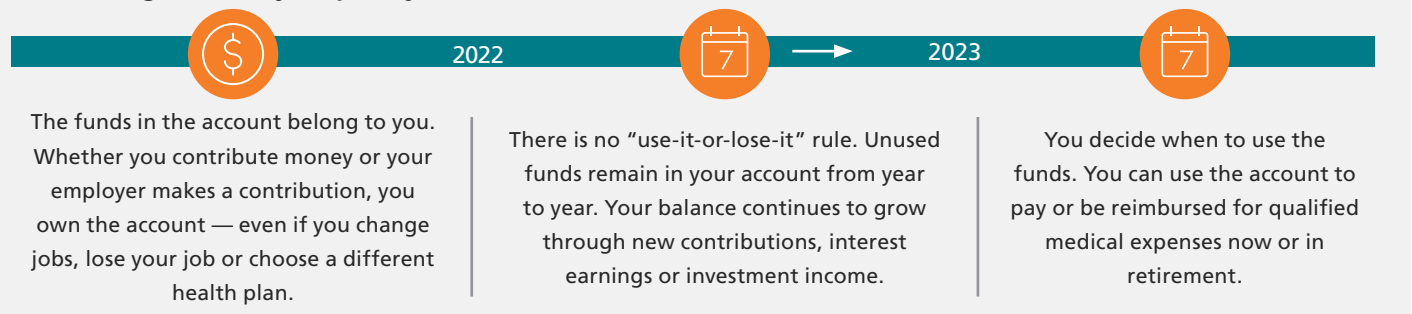 2022
2023
7
7
The funds in the account belong to you.
Whether you contribute money or your
employer makes a contribution, you
own the account — even if you change
jobs, lose your job or choose a different
health plan.
There is no “use-it-or-lose-it” rule. Unused
funds remain in your account from year
to year. Your balance continues to grow
through new contributions, interest
earnings or investment income.
You decide when to use the
funds. You can use the account to
pay or be reimbursed for qualified
medical expenses now or in
retirement.